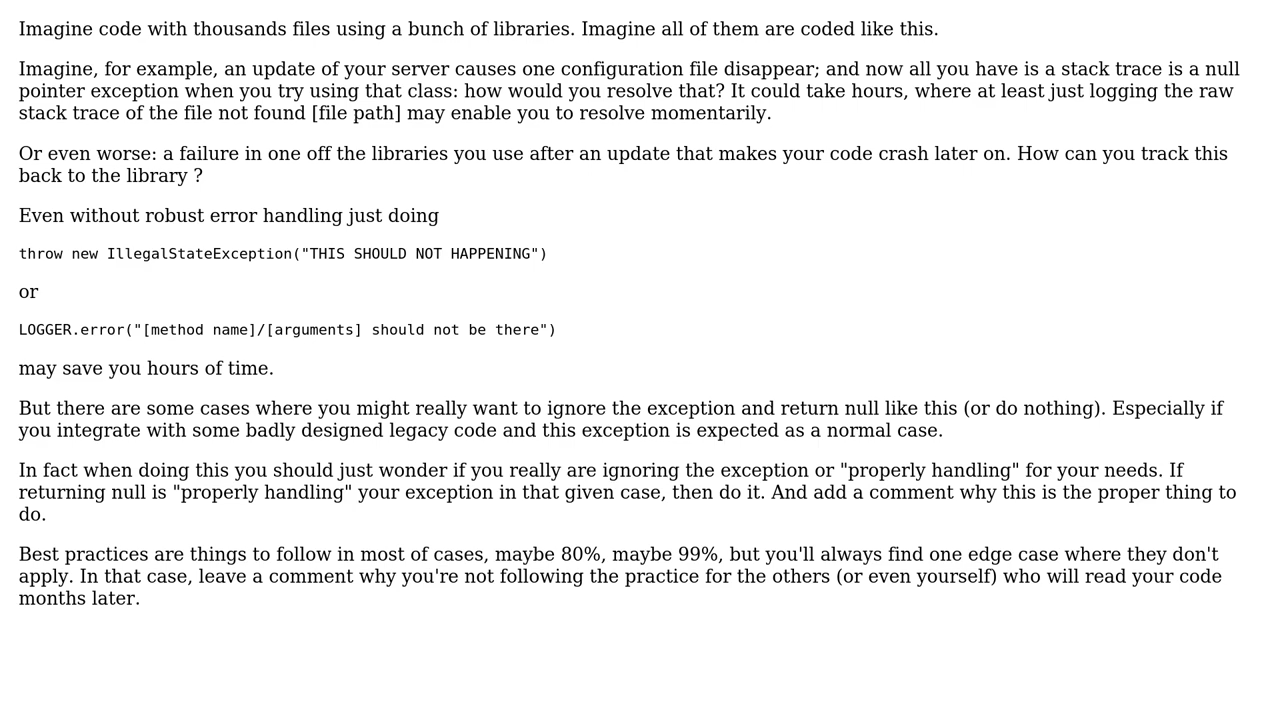 Imagine code with thousands files using a bunch of libraries. Imagine all of them are coded like this.
Imagine, for example, an update of your server causes one configuration file disappear; and now all you have is a stack trace is a null
pointer exception when you try using that class: how would you resolve that? It could take hours, where at least just logging the raw
stack trace of the file not found [file path] may enable you to resolve momentarily.
Or even worse: a failure in one off the libraries you use after an update that makes your code crash later on. How can you track this
back to the library ?
Even without robust error handling just doing
throw new IllegalStateException("THIS SHOULD NOT HAPPENING")
or
LOGGER.error("[method name]/[arguments] should not be there")
may save you hours of time.
But there are some cases where you might really want to ignore the exception and return null like this (or do nothing). Especially if
you integrate with some badly designed legacy code and this exception is expected as a normal case.
In fact when doing this you should just wonder if you really are ignoring the exception or "properly handling" for your needs. If
returning null is "properly handling" your exception in that given case, then do it. And add a comment why this is the proper thing to
do.
Best practices are things to follow in most of cases, maybe 80%, maybe 99%, but you'll always find one edge case where they don't
apply. In that case, leave a comment why you're not following the practice for the others (or even yourself) who will read your code
months later.